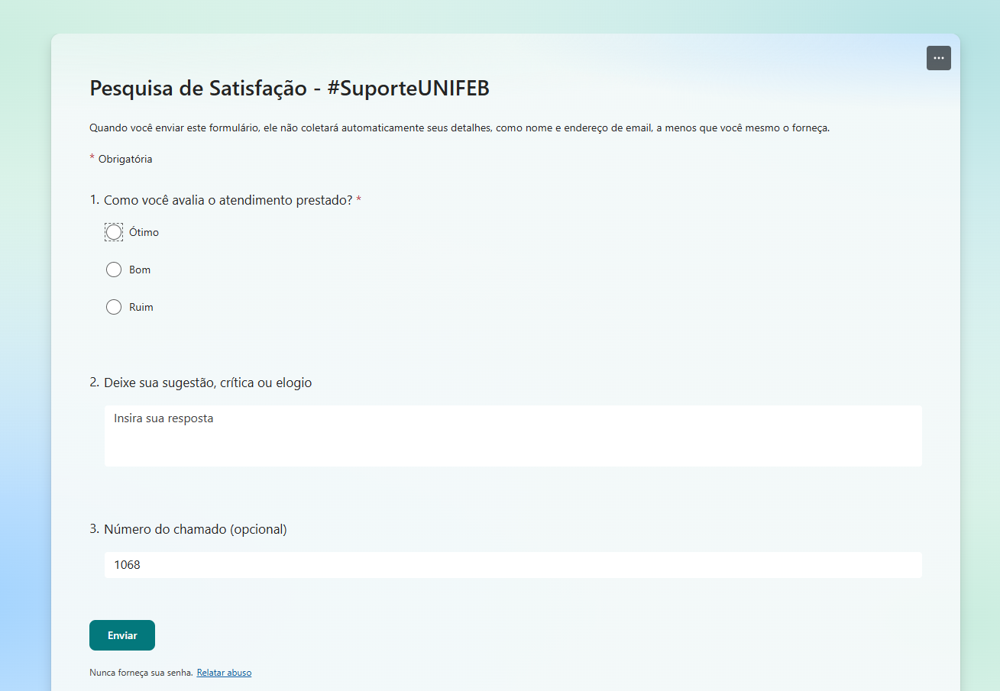 Pesquisa de Satisfação - #SuporteUNIFEB
Quando você enviar este formulário, ele não coletará automaticamente seus detalhes, como nome e endereço de email, a menos que você mesmo o forneça.
* Obrigatória
1. Como você avalia o atendimento prestado? *
Ótimo
Bom
Ruim
2. Deixe sua sugestão, crítica ou elogio
Insira sua resposta
3. Número do chamado (opcional)
1068
Enviar
Nunca forneça sua senha. Relatar abuso